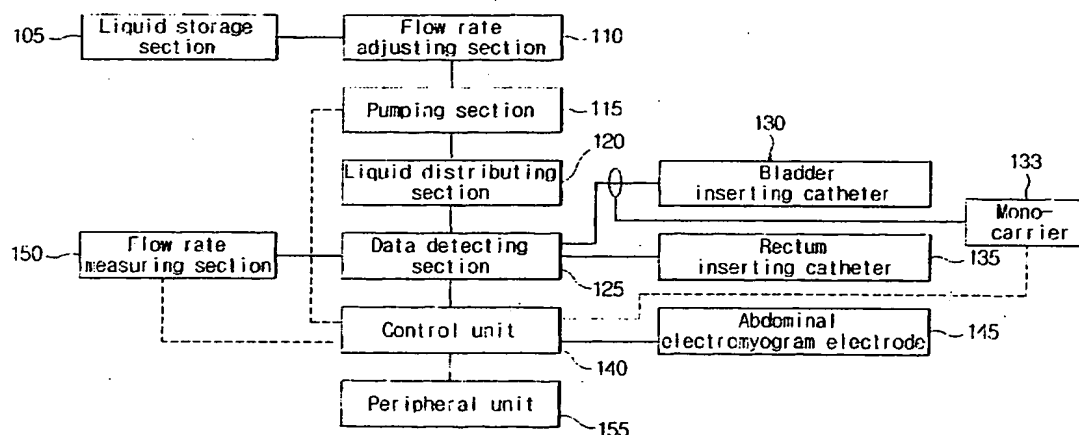 Liquid storage
section
105
Flow rate
adjusting section
110
Pumping section
115
Liquid distributing
section
120
130
Bladder
inserting catheter
133
Mono-
carrier
150
Flow rate
measuring section
Data detecting
section
125
Rectum
inserting catheter
135
Control unit
140
Abdominal
electromyogram electrode
145
Peripheral unit
155